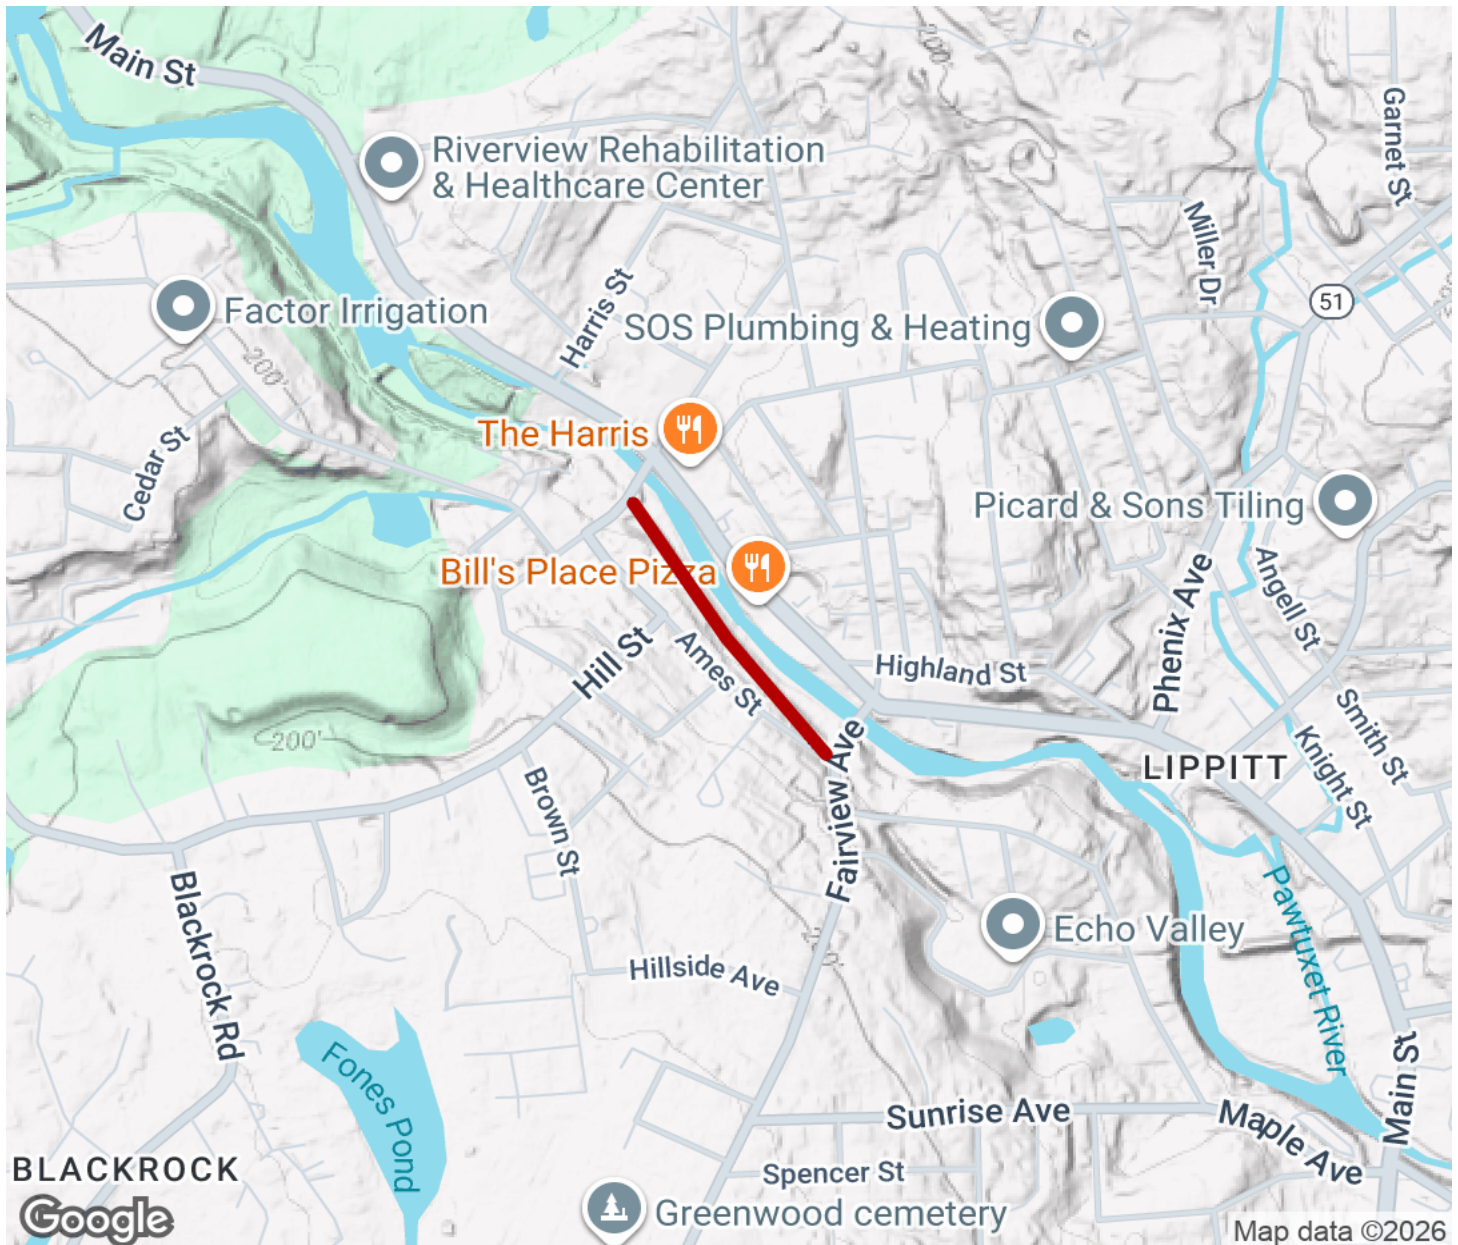 Main St
200'
Garnet St
Riverview Rehabilitation
& Healthcare Center
Miller Dr
51
Harris St
Factor Irrigation
SOS Plumbing & Heating
200'
The Harris
Cedar St
Picard & Sons Tiling
Bill's Place Pizza
Angell St
Phenix Ave
Hill St
Ames St
Highland St
Smith St
200'
Fairview Ave
LIPPITT
Knight St
Brown St
Blackrock Rd
Pawtuxet River
Echo Valley
Hillside Ave
Fones Pond
Main St
Sunrise Ave
Maple Ave
BLACKROCK
Spencer St
Google
Greenwood cemetery
Map data ©2026